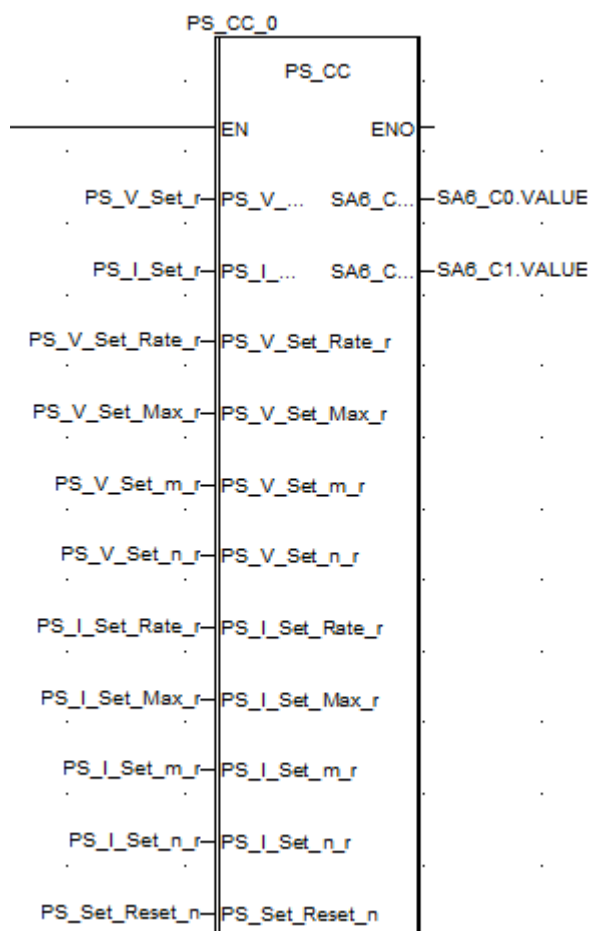 PS_CC_0
PS_CC
EN ENO
PS_V_Set_r PS_V_... SA6_C... SA6_C0.VALUE
PS_I_Set_r PS_I_... SA6_C... SA6_C1.VALUE
PS_V_Set_Rate_r PS_V_Set_Rate_r
PS_V_Set_Max_r PS_V_Set_Max_r
PS_V_Set_m_r PS_V_Set_m_r
PS_V_Set_n_r PS_V_Set_n_r
PS_I_Set_Rate_r PS_I_Set_Rate_r
PS_I_Set_Max_r PS_I_Set_Max_r
PS_I_Set_m_r PS_I_Set_m_r
PS_I_Set_n_r PS_I_Set_n_r
PS_Set_Reset_n PS_Set_Reset_n